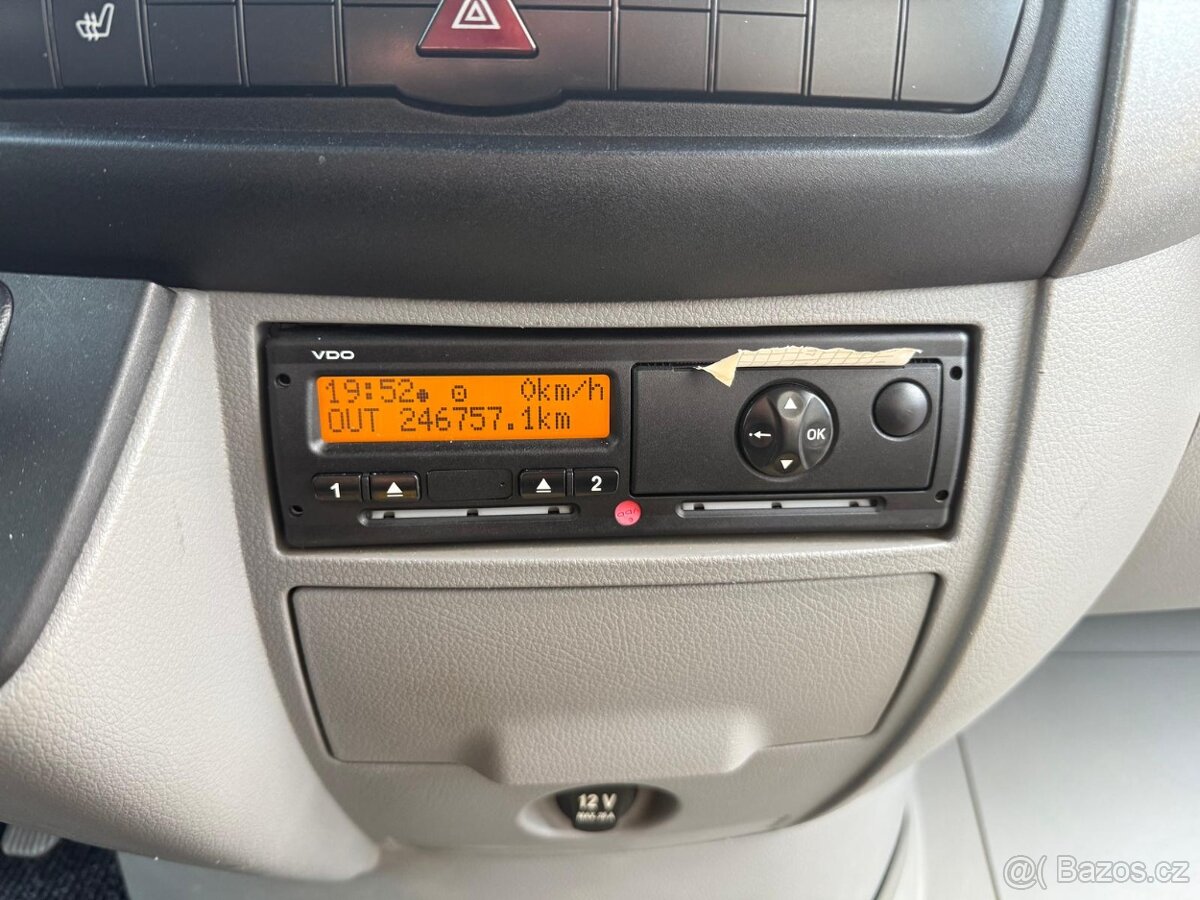 VDO
19:52 0km/h
OUT 246757.1km
OK
1
2
12 V
@( Bazos.cz